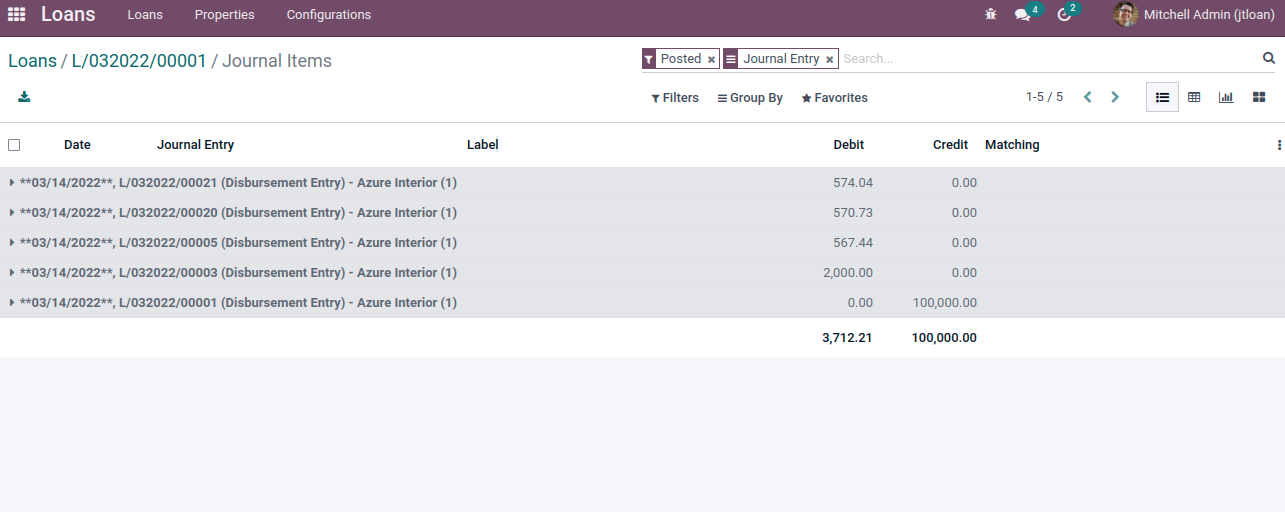 Loans Loans Properties Configurations 4 2 Mitchell Admin (jtloan)
Loans / L/032022/00001 / Journal Items Posted Journal Entry Search...
Filters Group By Favorites 1-5 / 5
Date Journal Entry Label Debit Credit Matching
**03/14/2022**, L/032022/00021 (Disbursement Entry) - Azure Interior (1) 574.04 0.00
**03/14/2022**, L/032022/00020 (Disbursement Entry) - Azure Interior (1) 570.73 0.00
**03/14/2022**, L/032022/00005 (Disbursement Entry) - Azure Interior (1) 567.44 0.00
**03/14/2022**, L/032022/00003 (Disbursement Entry) - Azure Interior (1) 2,000.00 0.00
**03/14/2022**, L/032022/00001 (Disbursement Entry) - Azure Interior (1) 0.00 100,000.00
3,712.21 100,000.00